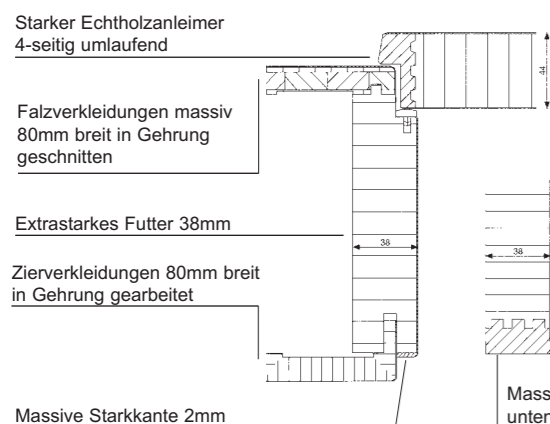 Starker Echtholzanleimer
4-seitig umlaufend
44
Falzverkleidungen massiv
80mm breit in Gehrung
geschnitten
Extrastarkes Futter 38mm
38
38
Zierverkleidungen 80mm breit
in Gehrung gearbeitet
Massive Starkkante 2mm
Mass
unter